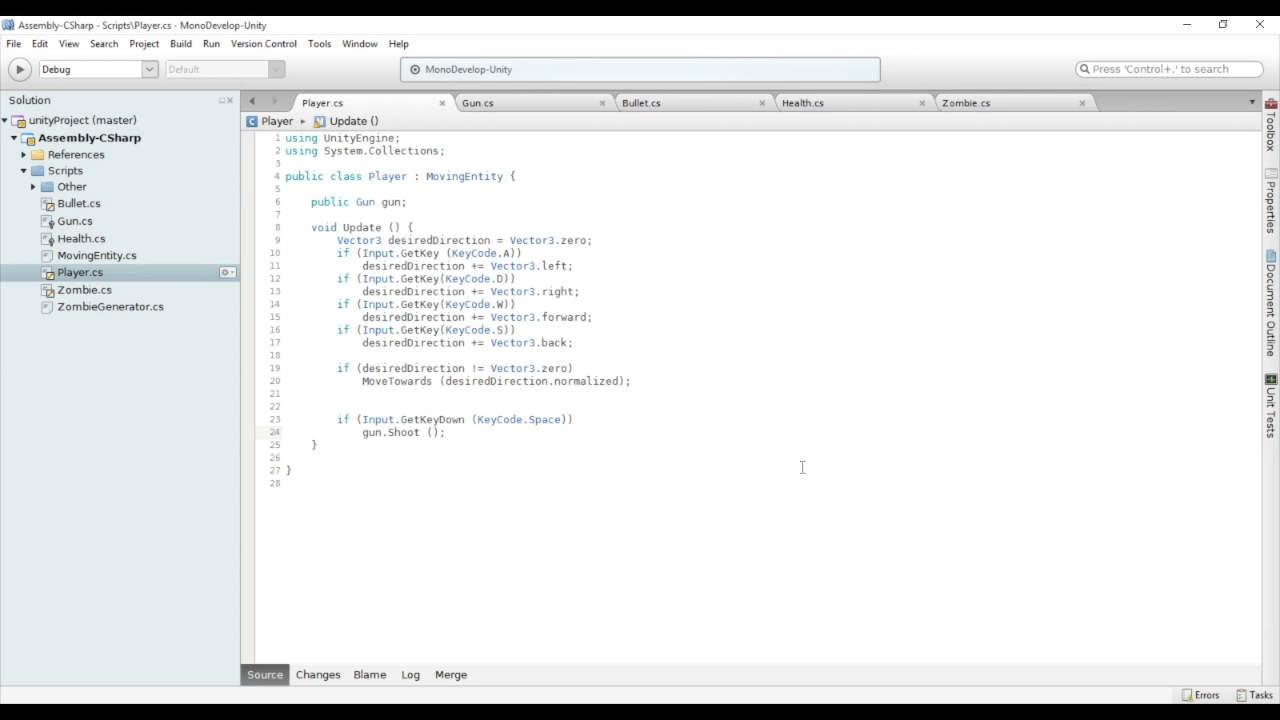 Assembly-CSharp - Scripts\Player.cs - MonoDevelop-Unity
File Edit View Search Project Build Run Version Control Tools Window Help
Debug Default MonoDevelop-Unity Press 'Control+,' to search
Solution
unityProject (master)
Assembly-CSharp
References
Scripts
Other
Bullet.cs
Gun.cs
Health.cs
MovingEntity.cs
Player.cs
Zombie.cs
ZombieGenerator.cs
Player.cs Gun.cs Bullet.cs Health.cs Zombie.cs
Player Update ()
1 using UnityEngine;
2 using System.Collections;
3
4 public class Player : MovingEntity {
5
6 public Gun gun;
7
8 void Update () {
9 Vector3 desiredDirection = Vector3.zero;
10 if (Input.GetKey (KeyCode.A))
11 desiredDirection += Vector3.left;
12 if (Input.GetKey(KeyCode.D))
13 desiredDirection += Vector3.right;
14 if (Input.GetKey(KeyCode.W))
15 desiredDirection += Vector3.forward;
16 if (Input.GetKey(KeyCode.S))
17 desiredDirection += Vector3.back;
18
19 if (desiredDirection != Vector3.zero)
20 MoveTowards (desiredDirection.normalized);
21
22
23 if (Input.GetKeyDown (KeyCode.Space))
24 gun.Shoot ();
25 }
26
27 }
28
Source Changes Blame Log Merge
Toolbox
Properties
Document Outline
Unit Tests
Errors Tasks